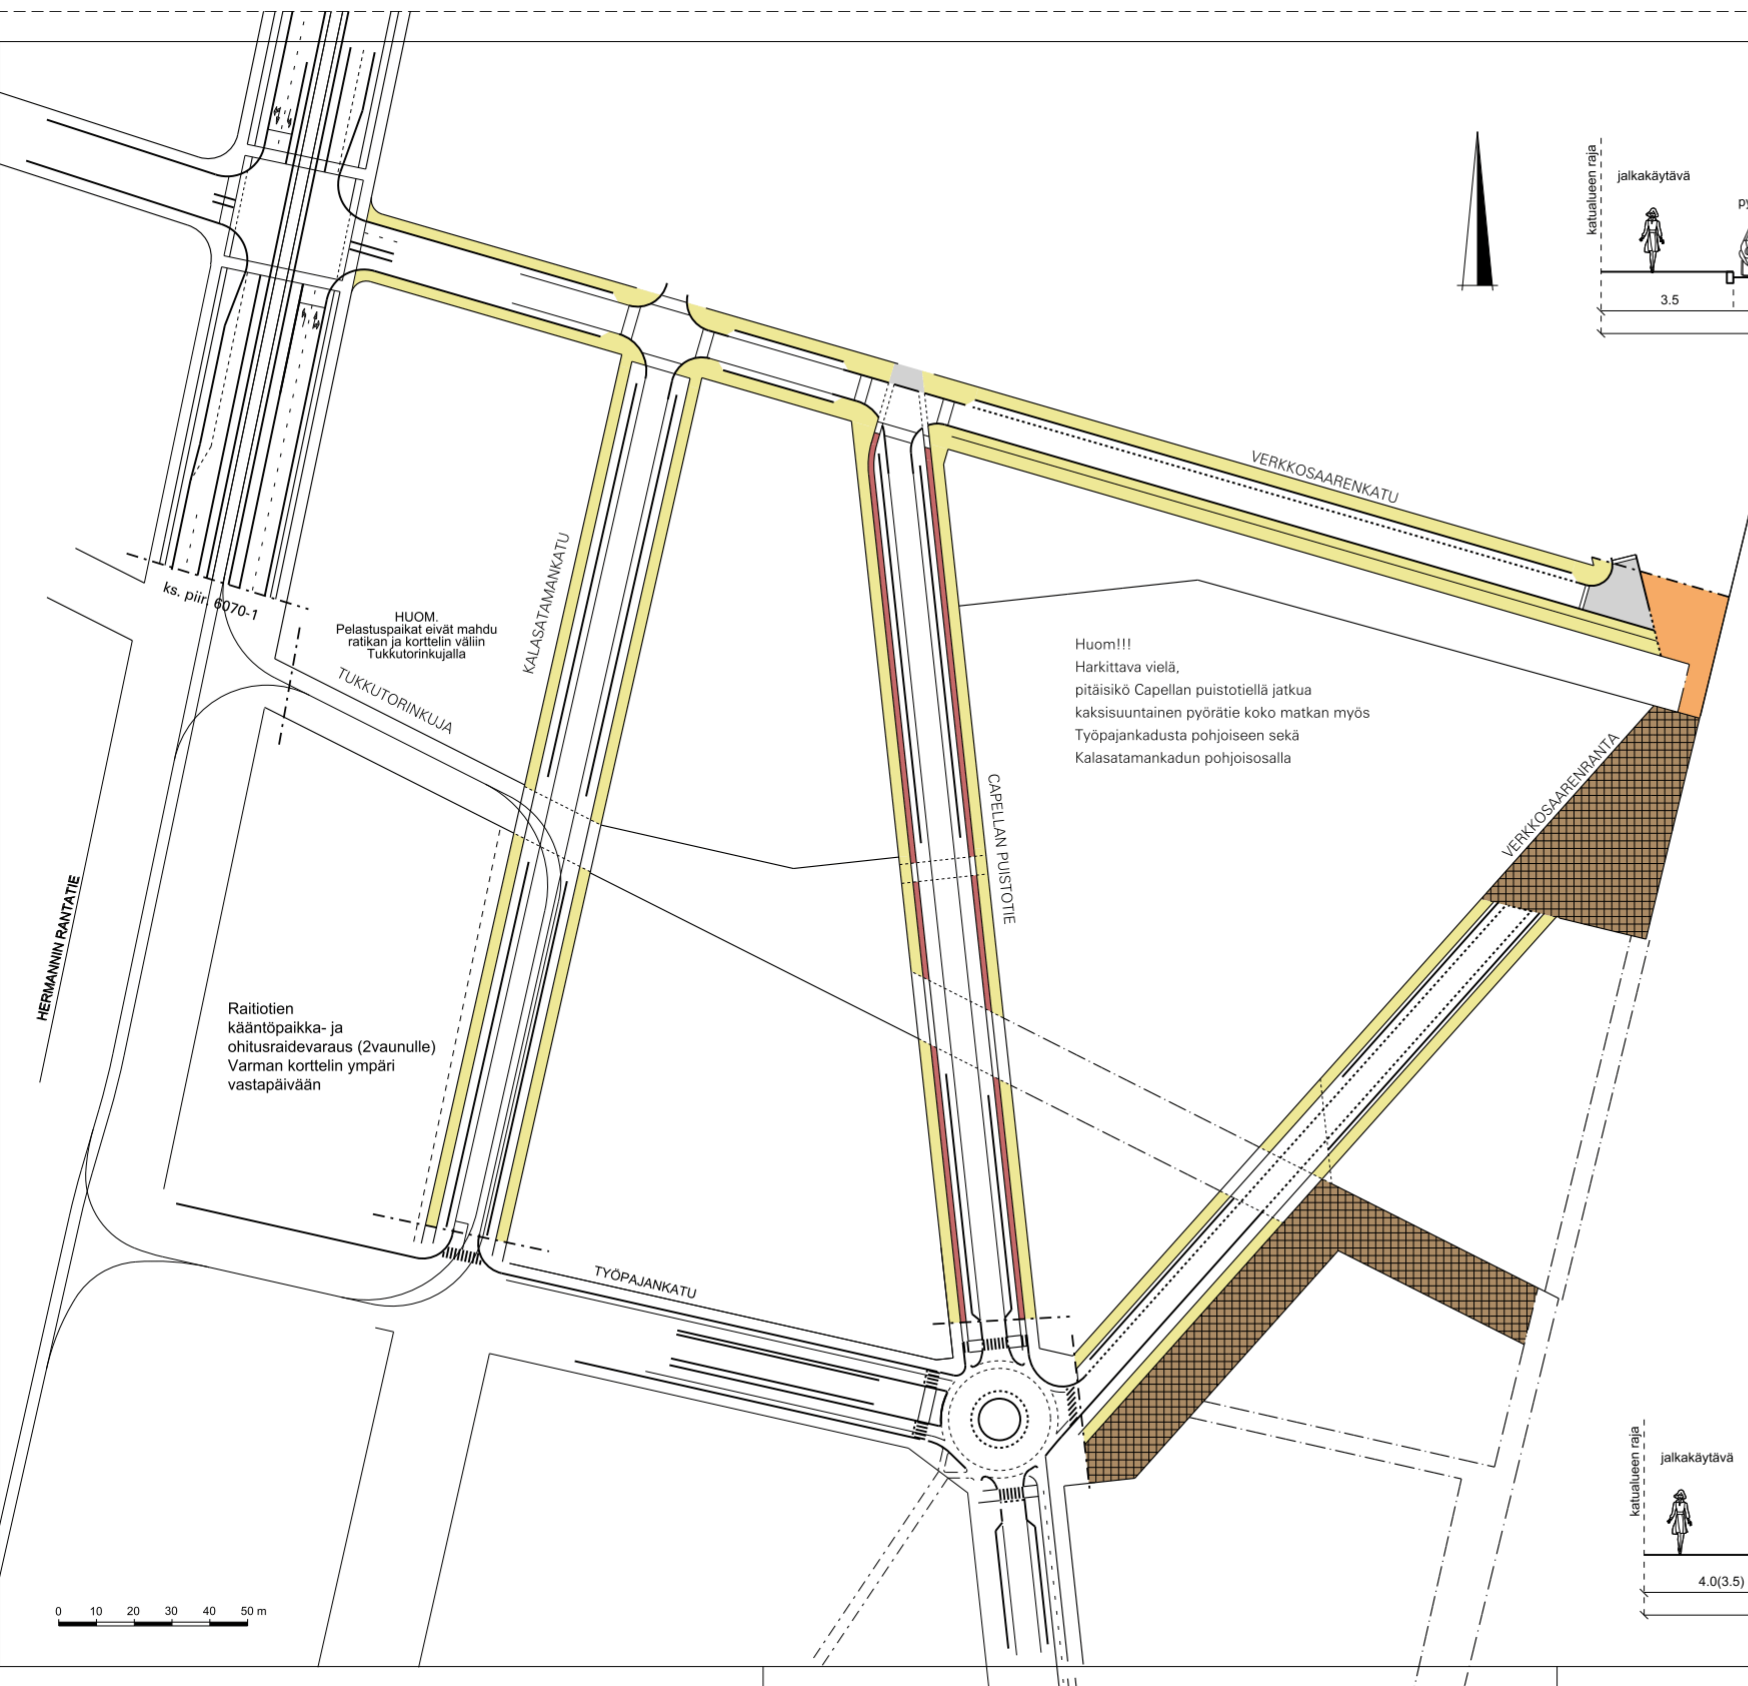 katualueen raja
jalkakäytävä
3.5
VERKKOSAARENKATU
KALASATAMANKATU
ks. piir. 6070-1
HUOM.
Pelastuspaikat eivät mahdu
ratikan ja korttelin väliin
Tukkutorinkujalla
TUKKUTORINKUJA
Huom!!!
Harkittava vielä,
pitäisikö Capellan puistotiellä jatkua
kaksisuuntainen pyörätie koko matkan myös
Työpajankadusta pohjoiseen sekä
Kalasatamankadun pohjoisosalla
CAPELLAN PUISTOTIE
VERKKOSAARENRANTA
HERMANNIN RANTATIE
Raitiotien
kääntöpaikka- ja
ohitusraidevaraus (2vaunulle)
Varman korttelin ympäri
vastapäivään
TYÖPAJANKATU
katualueen raja
jalkakäytävä
4.0(3.5)
0 10 20 30 40 50 m